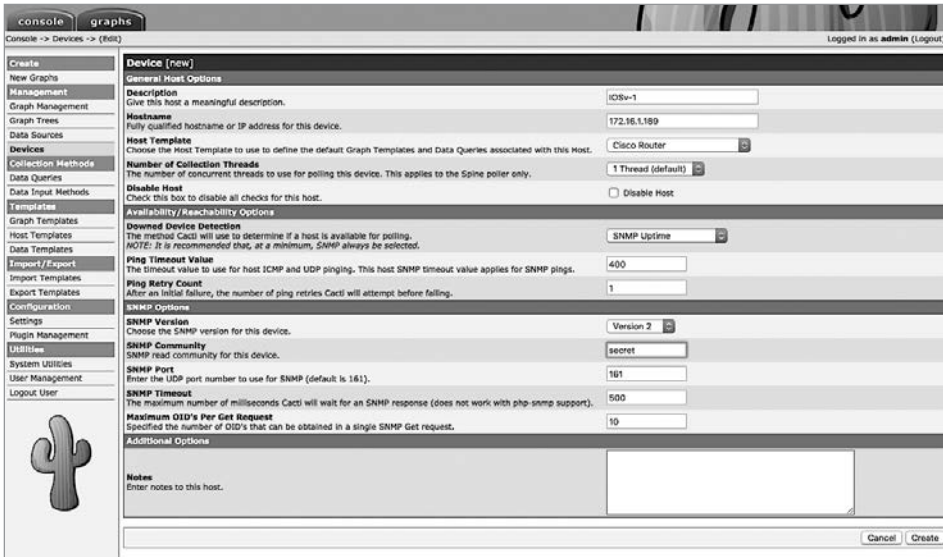 console graphs
Console -> Devices -> (Edit)
Logged in as admin (Logout)
Create
New Graphs
Management
Graph Management
Graph Trees
Data Sources
Devices
Collection Methods
Data Queries
Data Input Methods
Templates
Graph Templates
Host Templates
Data Templates
Import/Export
Import Templates
Export Templates
Configuration
Settings
Plugin Management
Utilities
System Utilities
User Management
Logout User
Device [new]
General Host Options
Description
Give this host a meaningful description.
IOSv-1
Hostname
Fully qualified hostname or IP address for this device.
172.16.1.189
Host Template
Choose the Host Template to use to define the default Graph Templates and Data Queries associated with this Host.
Cisco Router
Number of Collection Threads
The number of concurrent threads to use for polling this device. This applies to the Spine poller only.
1 Thread (default)
Disable Host
Check this box to disable all checks for this host.
Disable Host
Availability/Reachability Options
Downed Device Detection
The method Cacti will use to determine if a host is available for polling.
NOTE: It is recommended that, at a minimum, SNMP always be selected.
SNMP Uptime
Ping Timeout Value
The timeout value to use for host ICMP and UDP pinging. This host SNMP timeout value applies for SNMP pings.
400
Ping Retry Count
After an initial failure, the number of ping retries Cacti will attempt before failing.
1
SNMP Options
SNMP Version
Choose the SNMP version for this device.
Version 2
SNMP Community
SNMP read community for this device.
secret
SNMP Port
Enter the UDP port number to use for SNMP (default is 161).
161
SNMP Timeout
The maximum number of milliseconds Cacti will wait for an SNMP response (does not work with php-snmp support).
500
Maximum OID's Per Get Request
Specified the number of OID's that can be obtained in a single SNMP Get request.
10
Additional Options
Notes
Enter notes to this host.
Cancel Create